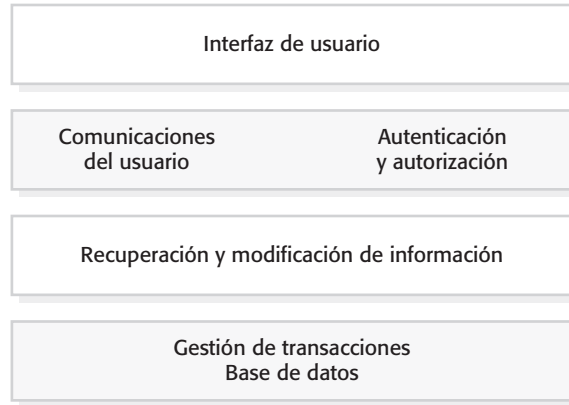 Interfaz de usuario
Comunicaciones
del usuario
Autenticación
y autorización
Recuperación y modificación de información
Gestión de transacciones
Base de datos